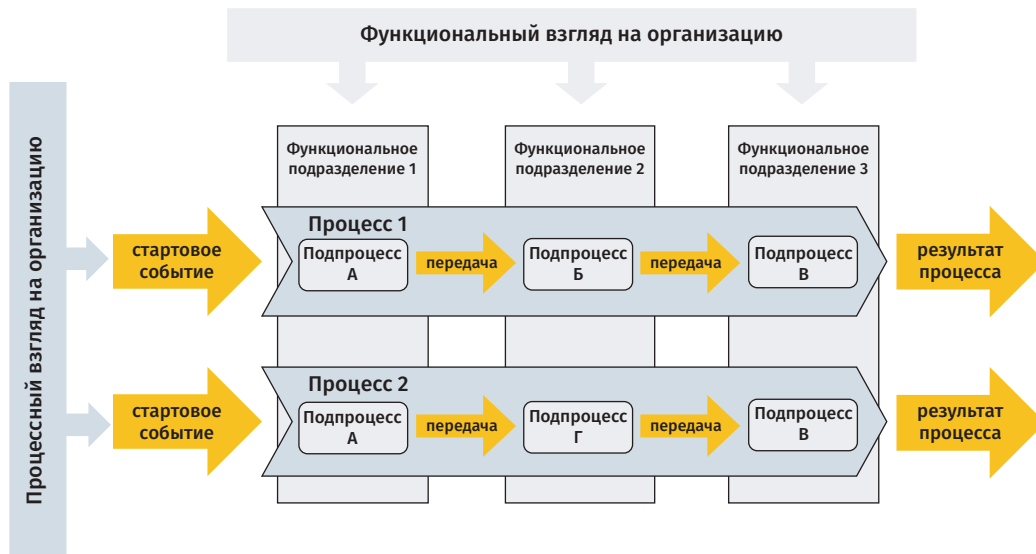 Функциональный взгляд на организацию
Процессный взгляд на организацию
Функциональное
подразделение 1
Функциональное
подразделение 2
Функциональное
подразделение 3
стартовое
событие
Процесс 1
Подпроцесс
А
передача
Подпроцесс
Б
передача
Подпроцесс
В
результат
процесса
стартовое
событие
Процесс 2
Подпроцесс
А
передача
Подпроцесс
Г
передача
Подпроцесс
В
результат
процесса